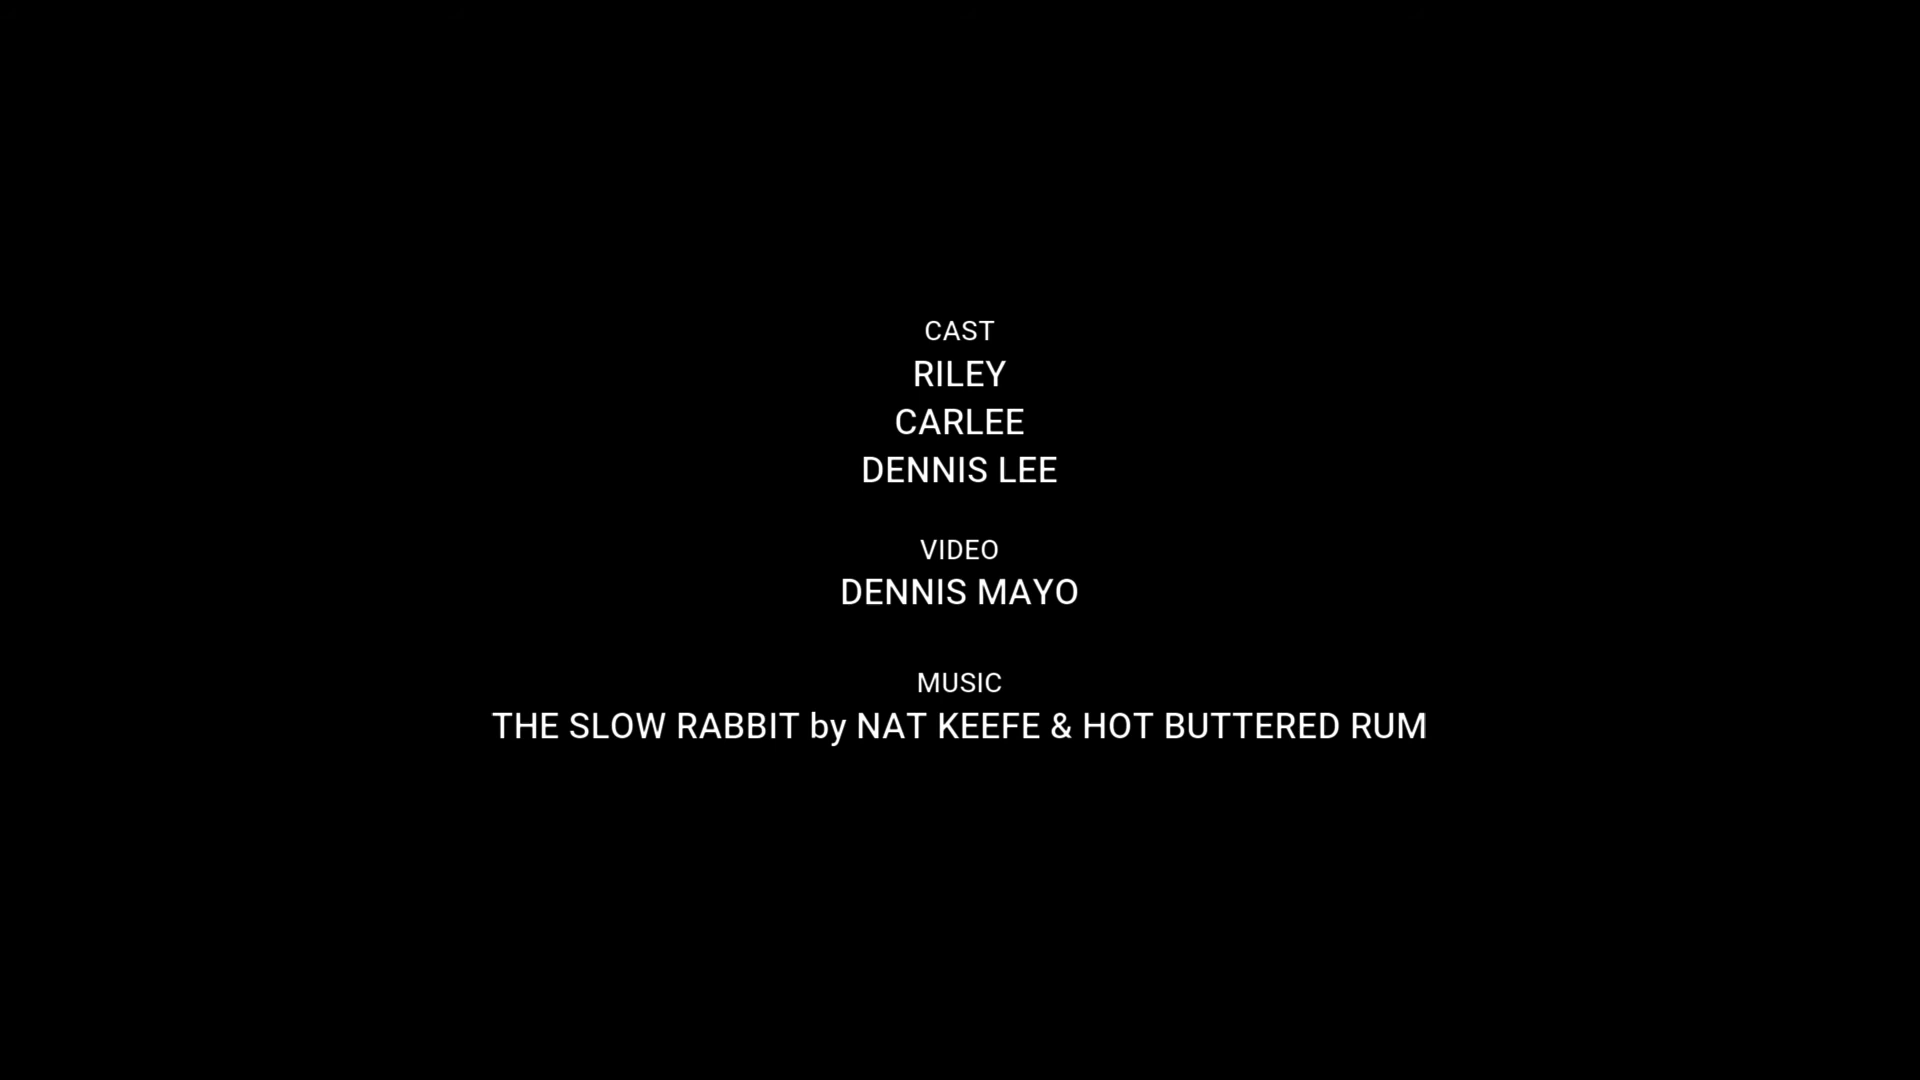 CAST
RILEY
CARLEE
DENNIS LEE
VIDEO
DENNIS MAYO
MUSIC
THE SLOW RABBIT by NAT KEEFE & HOT BUTTERED RUM